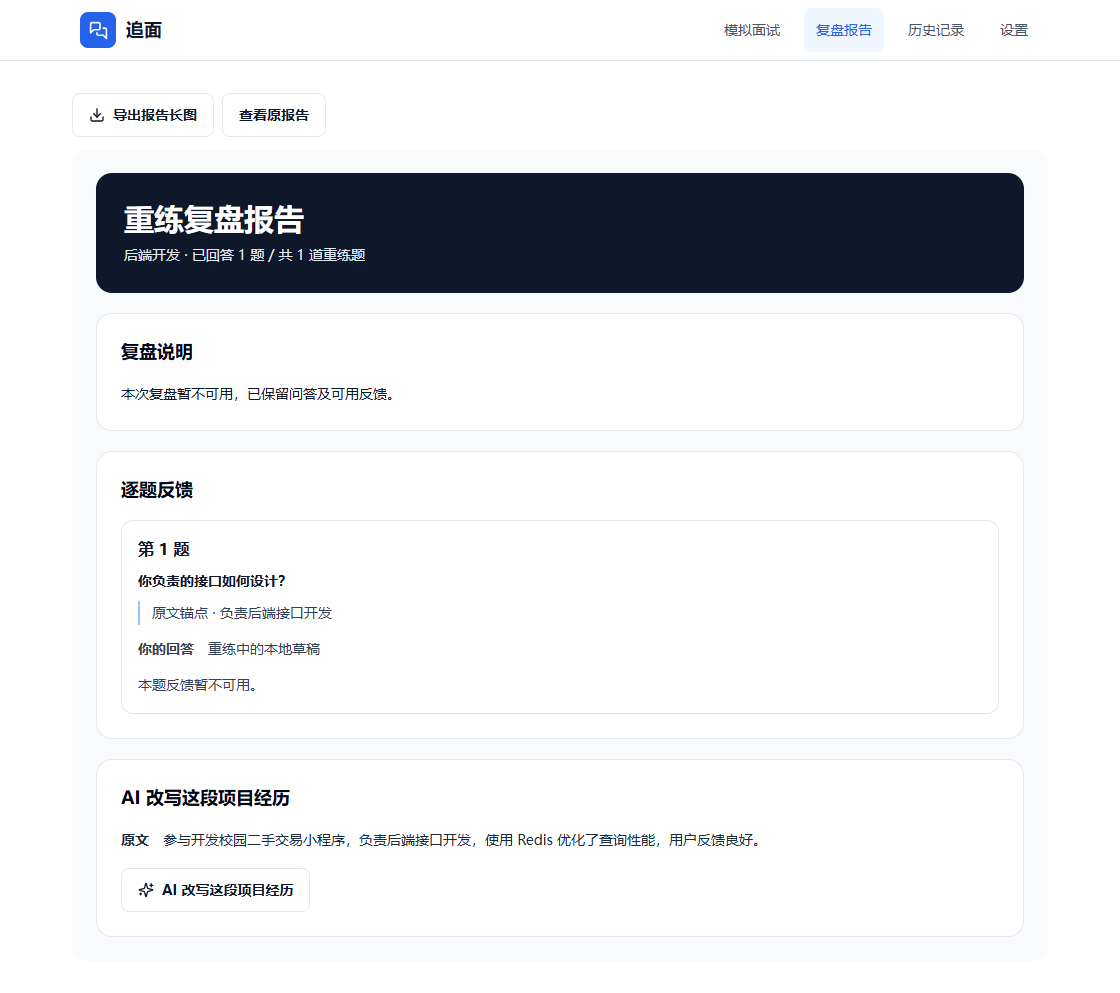 追面
模拟面试
复盘报告
历史记录
设置
导出报告长图
查看原报告
重练复盘报告
后端开发 · 已回答 1 题 / 共 1 道重练题
复盘说明
本次复盘暂不可用，已保留问答及可用反馈。
逐题反馈
第 1 题
你负责的接口如何设计？
原文锚点 · 负责后端接口开发
你的回答 重练中的本地草稿
本题反馈暂不可用。
AI 改写这段项目经历
原文 参与开发校园二手交易小程序，负责后端接口开发，使用 Redis 优化了查询性能，用户反馈良好。
AI 改写这段项目经历